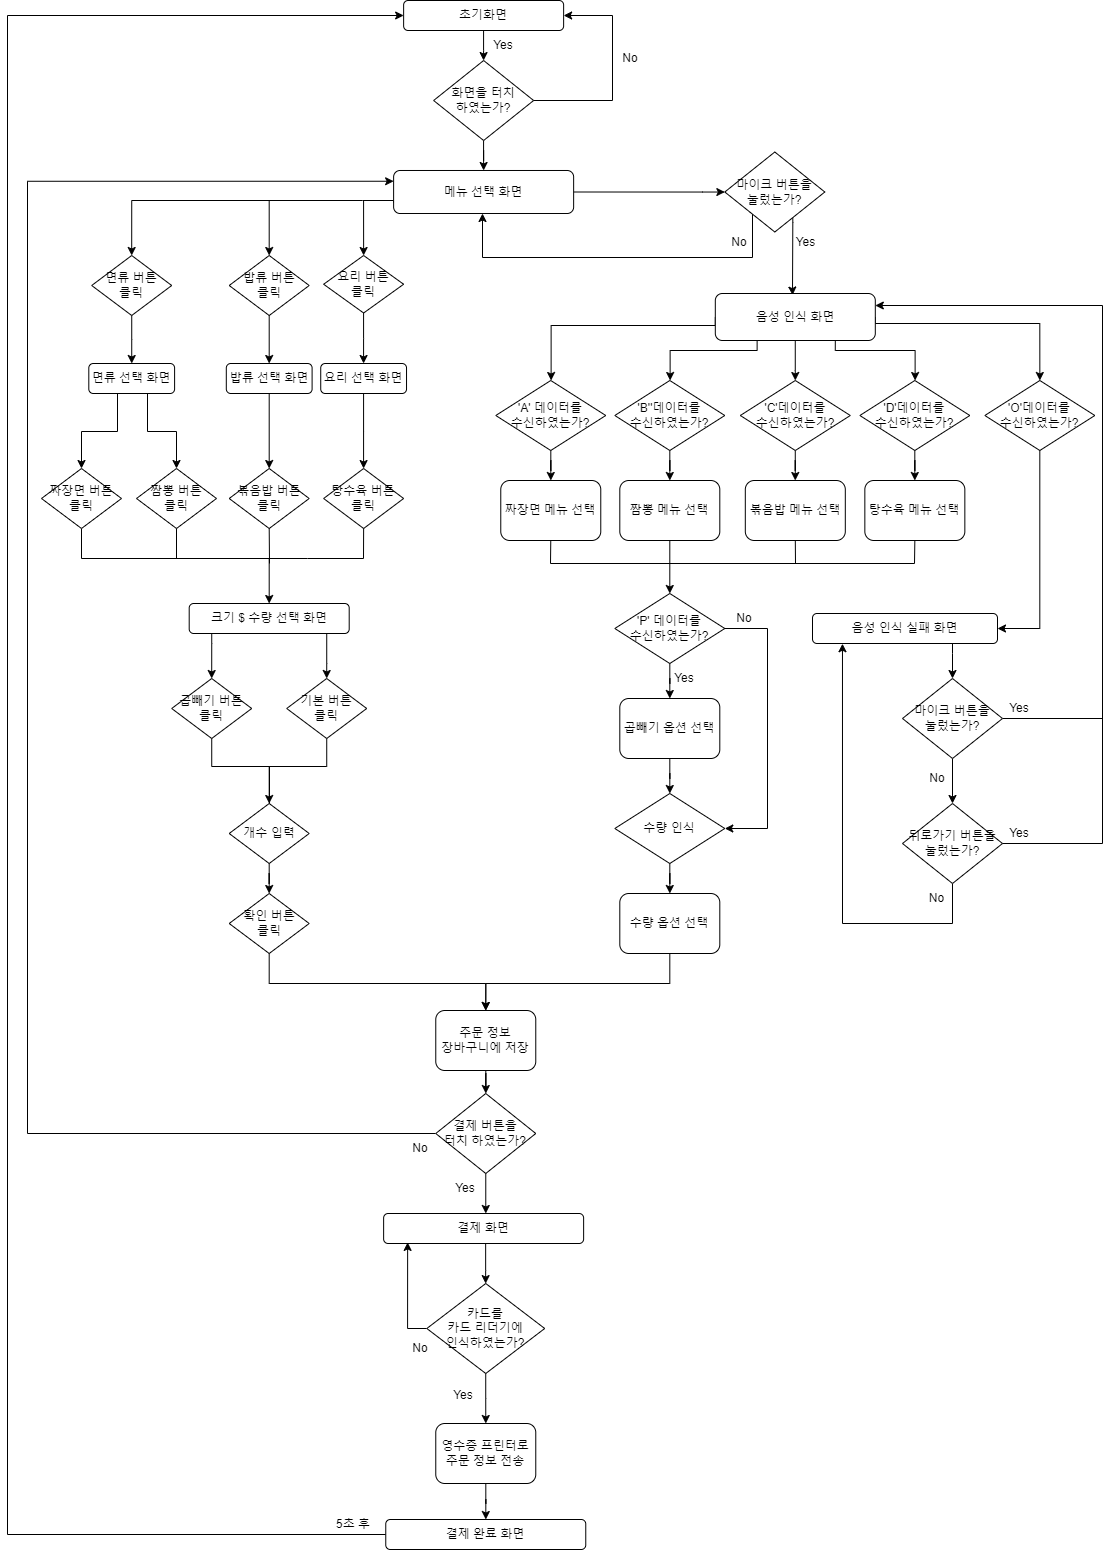 초기화면
Yes
No
화면을 터치
하였는가?
메뉴 선택 화면
마이크 버튼을
눌렀는가?
No
Yes
면류 버튼
클릭
밥류 버튼
클릭
요리 버튼
클릭
음성 인식 화면
면류 선택 화면
밥류 선택 화면
요리 선택 화면
'A' 데이터를
수신하였는가?
'B''데이터를
수신하였는가?
'C'데이터를
수신하였는가?
'D'데이터를
수신하였는가?
'O'데이터를
수신하였는가?
짜장면 버튼
클릭
짬뽕 버튼
클릭
볶음밥 버튼
클릭
탕수육 버튼
클릭
짜장면 메뉴 선택
짬뽕 메뉴 선택
볶음밥 메뉴 선택
탕수육 메뉴 선택
크기 $ 수량 선택 화면
'P' 데이터를
수신하였는가?
No
Yes
음성 인식 실패 화면
곱빼기 버튼
클릭
기본 버튼
클릭
곱빼기 옵션 선택
마이크 버튼을
눌렀는가?
Yes
No
개수 입력
수량 인식
뒤로가기 버튼을
눌렀는가?
Yes
No
확인 버튼
클릭
수량 옵션 선택
주문 정보
장바구니에 저장
결제 버튼을
터치 하였는가?
No
Yes
결제 화면
카드를
카드 리더기에
인식하였는가?
No
Yes
영수증 프린터로
주문 정보 전송
5초 후
결제 완료 화면